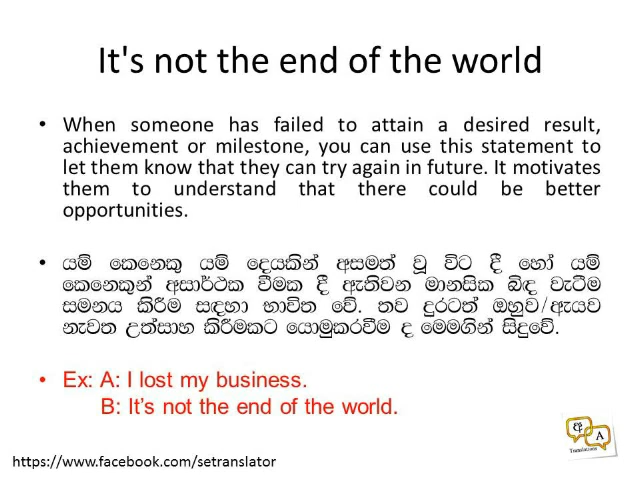 It's not the end of the world
• When someone has failed to attain a desired result,
achievement or milestone, you can use this statement to
let them know that they can try again in future. It motivates
them to understand that there could be better
opportunities.
• යම් කෙනෙකු යම් දෙයකින් අසමත් වූ විට දී හෝ යම්
කෙනෙකුන් අසාර්ථක වීමක දී ඇතිවන මානසික බිඳ වැටීම
සමනය කිරීම සඳහා භාවිත වේ. තව දුරටත් ඔහුව/ඇයව
නැවත උත්සාහ කිරීමකට යොමුකරවීම ද මෙමගින් සිදුවේ.
• Ex: A: I lost my business.
B: It’s not the end of the world.
අ
A
Translations
https://www.facebook.com/setranslator